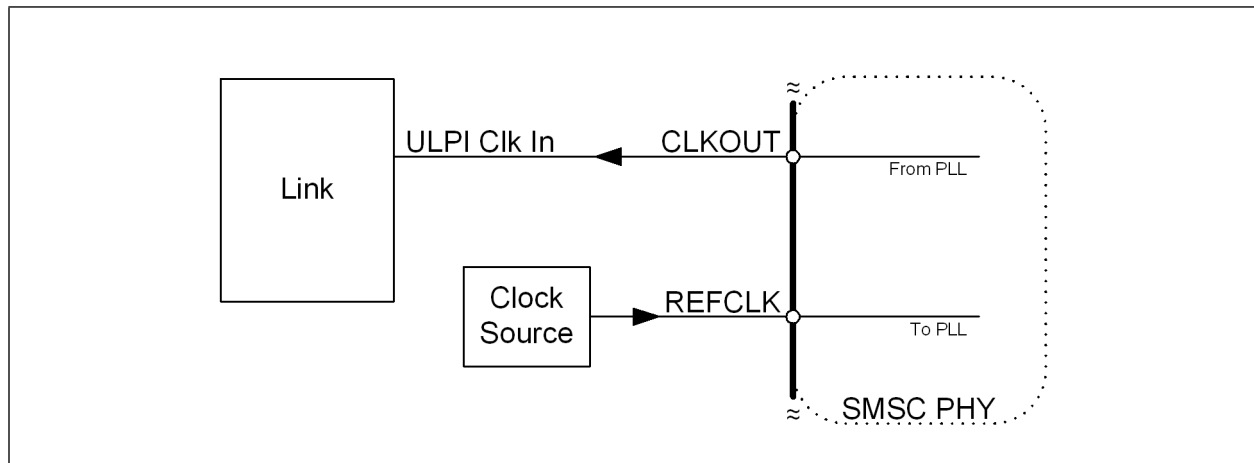 ULPI Clk In
CLKOUT
From PLL
Link
Clock
Source
REFCLK
To PLL
SMSC PHY